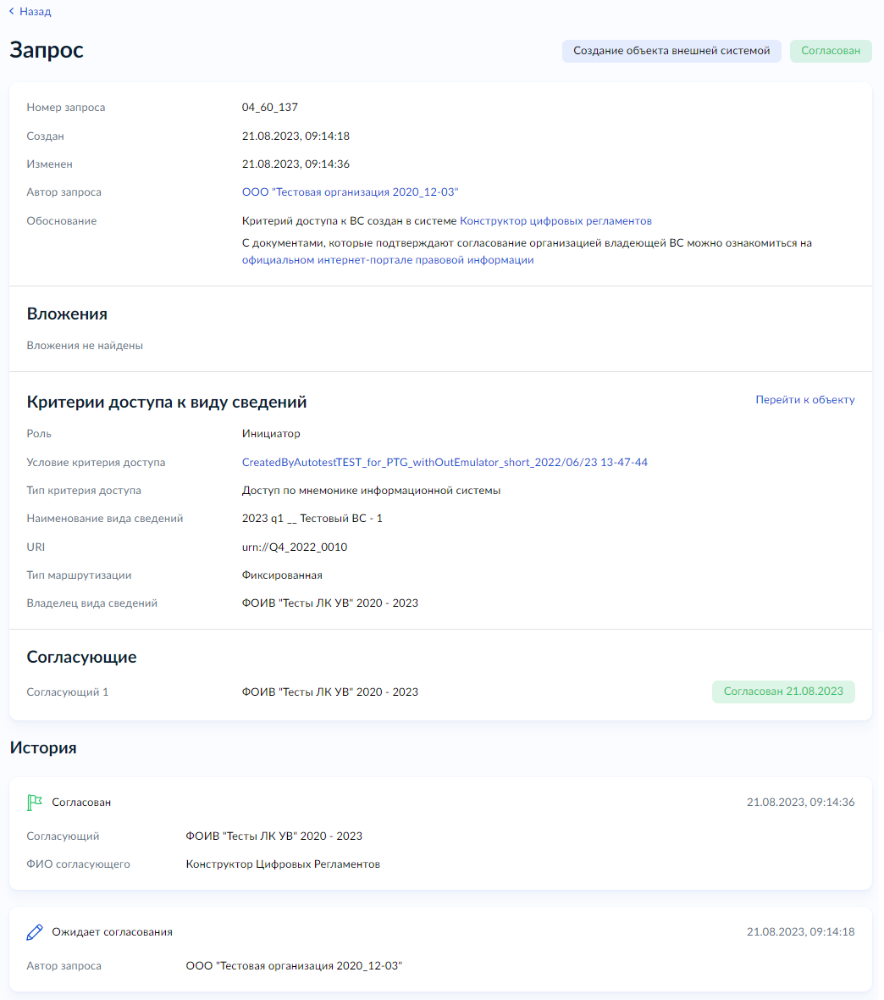 Назад
Запрос
Создание объекта внешней системой
Согласован
Номер запроса 04_60_137
Создан 21.08.2023, 09:14:18
Изменен 21.08.2023, 09:14:36
Автор запроса ООО "Тестовая организация 2020_12-03"
Обоснование Критерий доступа к ВС создан в системе Конструктор цифровых регламентов
С документами, которые подтверждают согласование организацией владеющей ВС можно ознакомиться на
официальном интернет-портале правовой информации
Вложения
Вложения не найдены
Критерии доступа к виду сведений Перейти к объекту
Роль Инициатор
Условие критерия доступа CreatedByAutotestTEST_for_PTG_withOutEmulator_short_2022/06/23 13-47-44
Тип критерия доступа Доступ по мнемонике информационной системы
Наименование вида сведений 2023 q1 __ Тестовый ВС - 1
URI urn://Q4_2022_0010
Тип маршрутизации Фиксированная
Владелец вида сведений ФОИВ "Тесты ЛК УВ" 2020 - 2023
Согласующие
Согласующий 1 ФОИВ "Тесты ЛК УВ" 2020 - 2023 Согласован 21.08.2023
История
Согласован 21.08.2023, 09:14:36
Согласующий ФОИВ "Тесты ЛК УВ" 2020 - 2023
ФИО согласующего Конструктор Цифровых Регламентов
Ожидает согласования 21.08.2023, 09:14:18
Автор запроса ООО "Тестовая организация 2020_12-03"